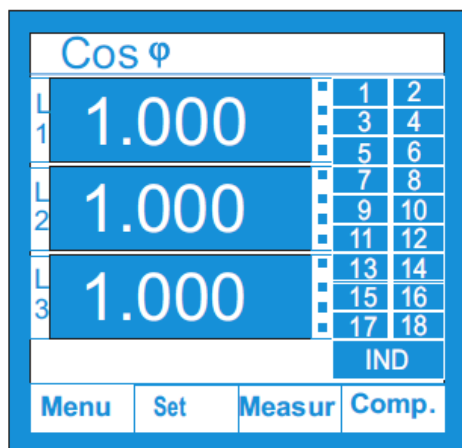 Cos φ
L1 1.000
L2 1.000
L3 1.000
1 2
3 4
5 6
7 8
9 10
11 12
13 14
15 16
17 18
IND
Menu Set Measur Comp.